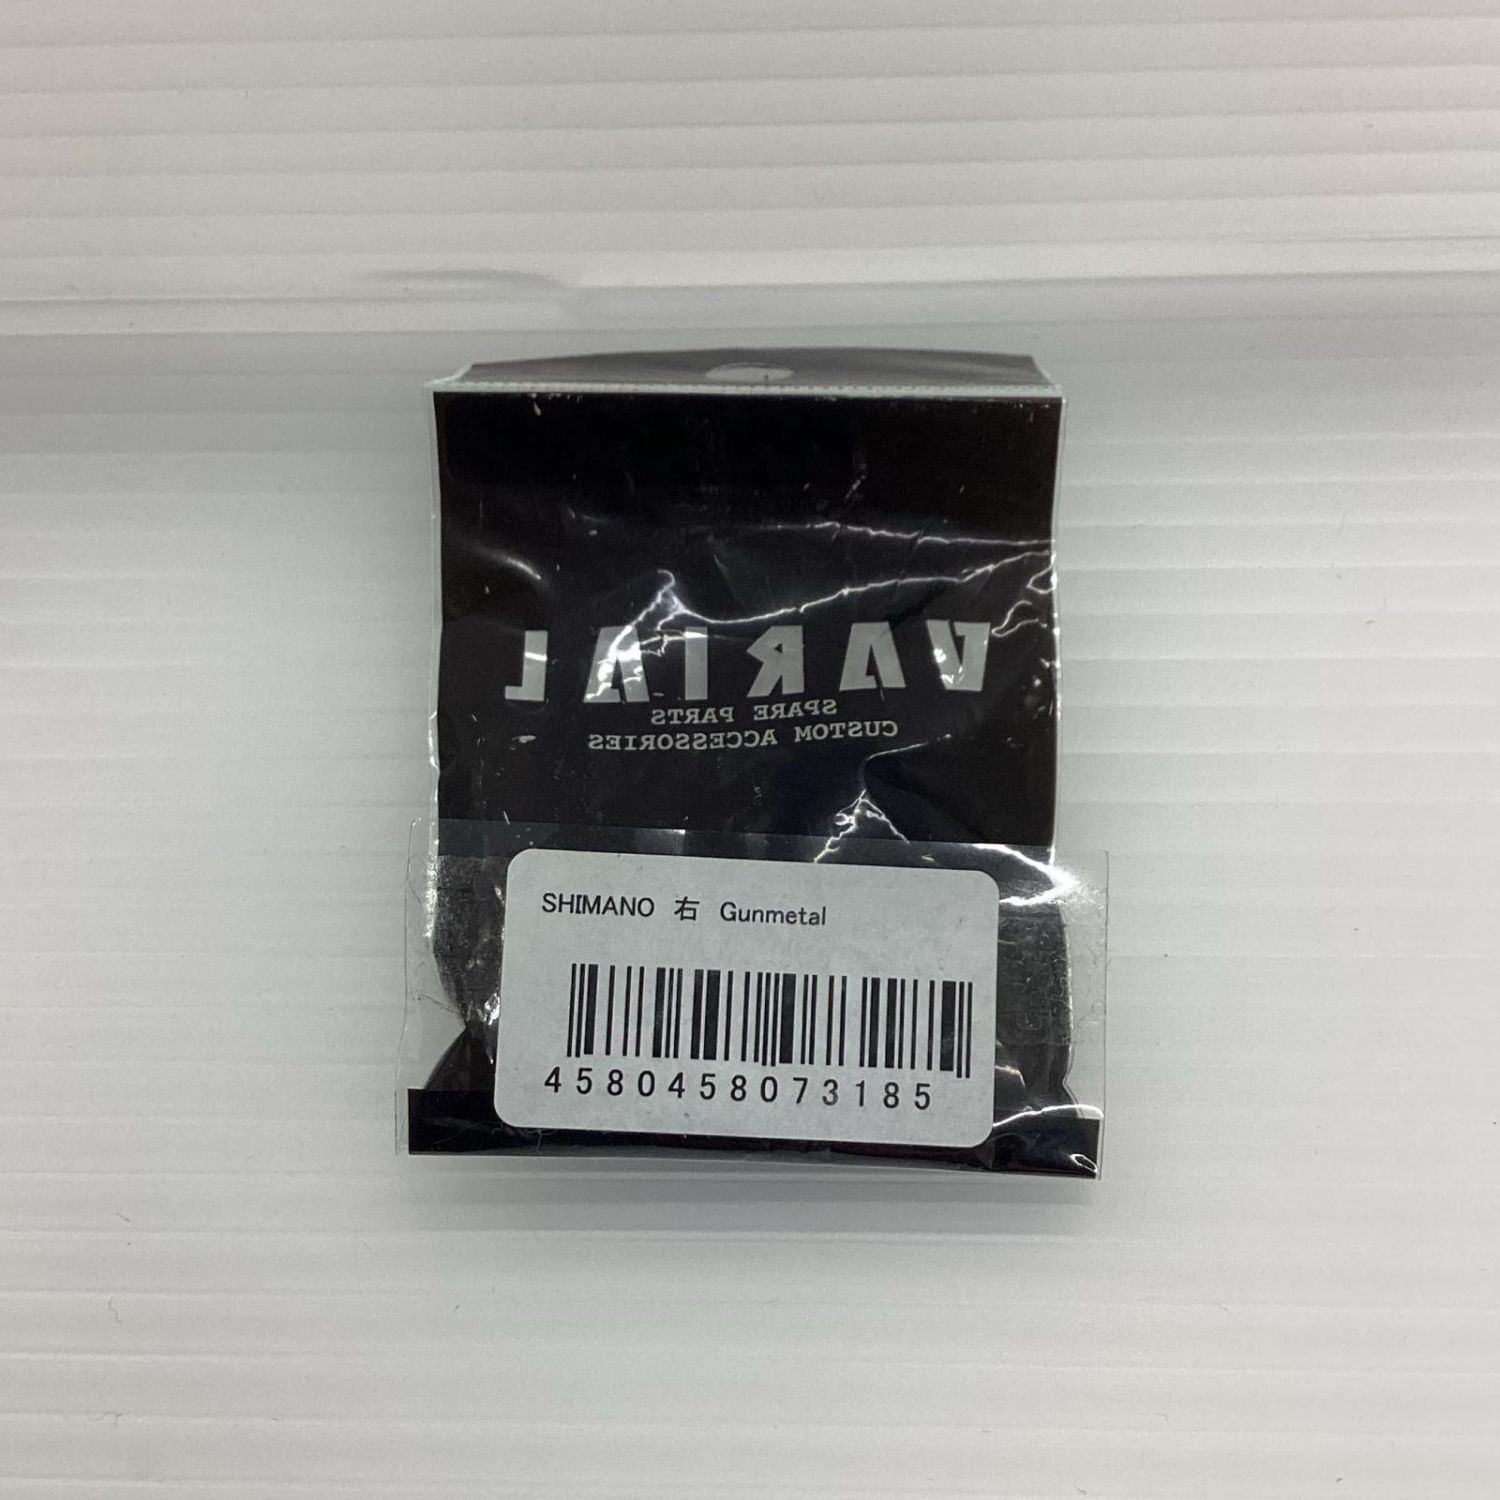 VARIAL
SPARE PARTS
CUSTOM ACCESSORIES
SHIMANO 右 Gunmetal
4580458073185